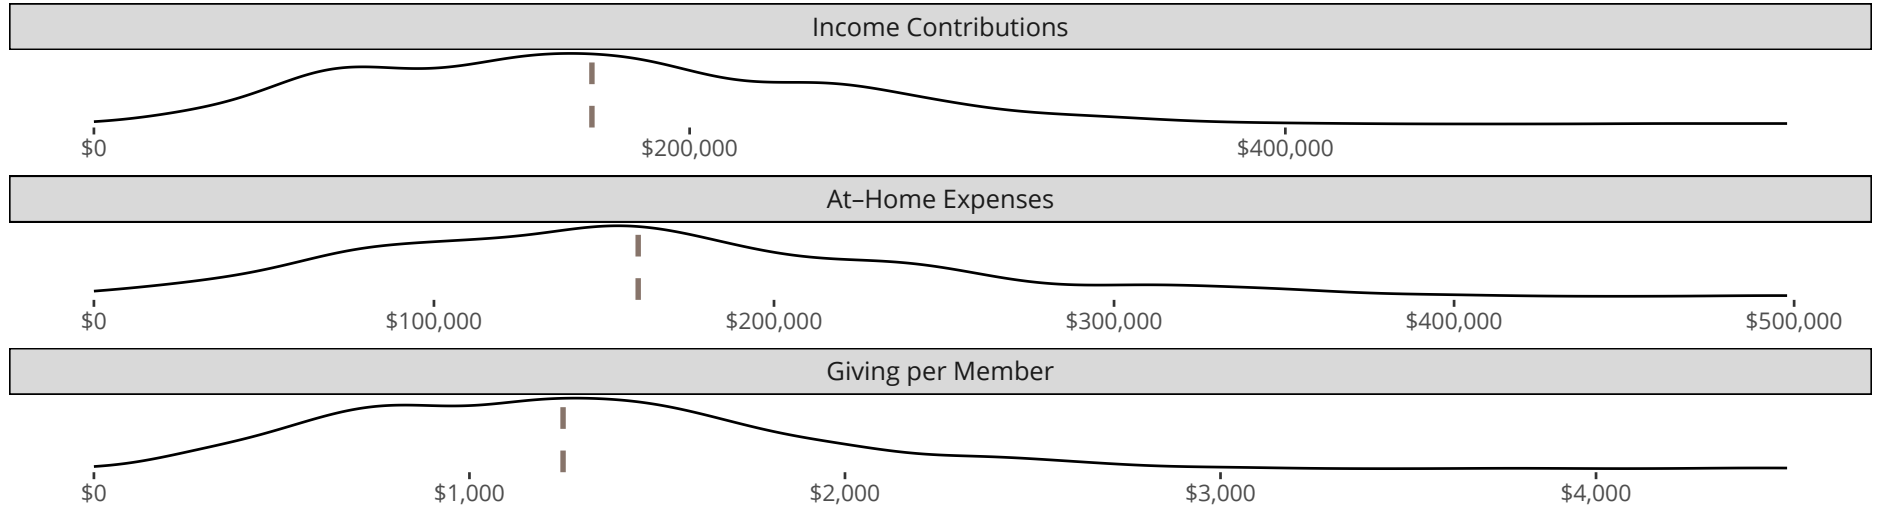 Income Contributions
$0 $200,000 $400,000
At–Home Expenses
$0 $100,000 $200,000 $300,000 $400,000 $500,000
Giving per Member
$0 $1,000 $2,000 $3,000 $4,000